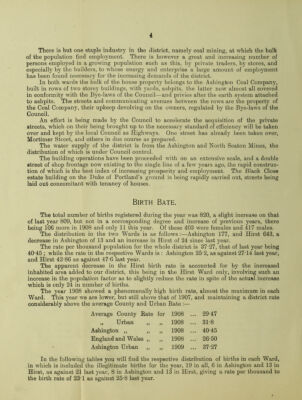 4
There is but one staple industry in the district, namely coal mining, at which the bulk
of the population find employment. There is however a great and increasing number of
persons employed in a growing population such as this, by private traders, by stores, and
especially by the builders, to whose energy and enterprise a large amount of employment
has been found necessary for the increasing demands of the district.
In both wards the bulk of the house property belongs to the Ashington Coal Company,
built in rows of two storey buildings, with yards, ashpits, the latter now almost all covered
in conformity with the Bye-laws of the Council—and privies after the earth system attached
to ashpits. The streets and communicating avenues between the rows are the property of
the Coal Company, their upkeep devolving on the owners, regulated by the Bye-laws of the
Council.
An effort is being made by the Council to accelerate the acquisition of the private
streets, which on their being brought up to the necessary standard of efficiency will be taken
over and kept by the local Council as Highways. One street has already been taken over,
Mortimer Street, and others in due course as prepared.
The water supply of the district is from the Ashington and North Seaton Mines, the
distribution of which is under Council control.
The building operations have been proceeded with on an extensive scale, and a double
street of shop frontage now existing to the single line of a few years ago, the rapid construc-
tion of which is the best index of increasing prosperity and employment. The Black Close
estate building on the Duke of Portland's ground is being rapidly carried out, streets being
laid out concomitant with tenancy of houses.
BIRTH RATE.
The total number of births registered during the year was 820, a slight increase on that
of last year 809, but not in a corresponding degree and increase of previous years, there
being 106 more in 1908 and only 11 this year. Of these 403 were females and 417 males.
The distribution in the two Wards is as follows:—Ashington 177, and Hirst 643, a
decrease in Ashington of 13 and an increase in Hirst of 24 since last year.
The rate per thousand population for the whole district is 37·27, that of last year being
40·45; while the rate in the respective Wards is: Ashington 25·2, as against 27·14 last year,
and Hirst 42·86 as against 47·6 last year.
The apparent decrease in the Hirst birth rate is accounted for by the increased
inhabited area added to our district, this being in the Hirst Ward only, involving such an
increase in the population factor as to slightly reduce the rate in spite of the actual increase
which is only 24 in number of births.
The year 1908 showed a phenomenally high birth rate, almost the maximum in each
Ward. This year we are lower, but still above that of 1907, and maintaining a district rate
considerably above the average County and Urban Rate:—
Average County Rate for 1908 ... 29·47
„ Urban „ „ 1908 ... 31·8
Ashington „ „ 1908 ... 40·45
England and Wales „ „ 1908 ... 26·50
Ashington Urban „ „ 1909 ... 37·27
In the following tables you will find the respective distribution of births in each Ward,
in which is included the illegitimate births for the year, 19 in all, 6 in Ashington and 13 in
Hirst, as against 21 last year, 8 in Ashington and 13 in Hirst, giving a rate per thousand to
the birth rate of 23·1 as against 25·8 last year.